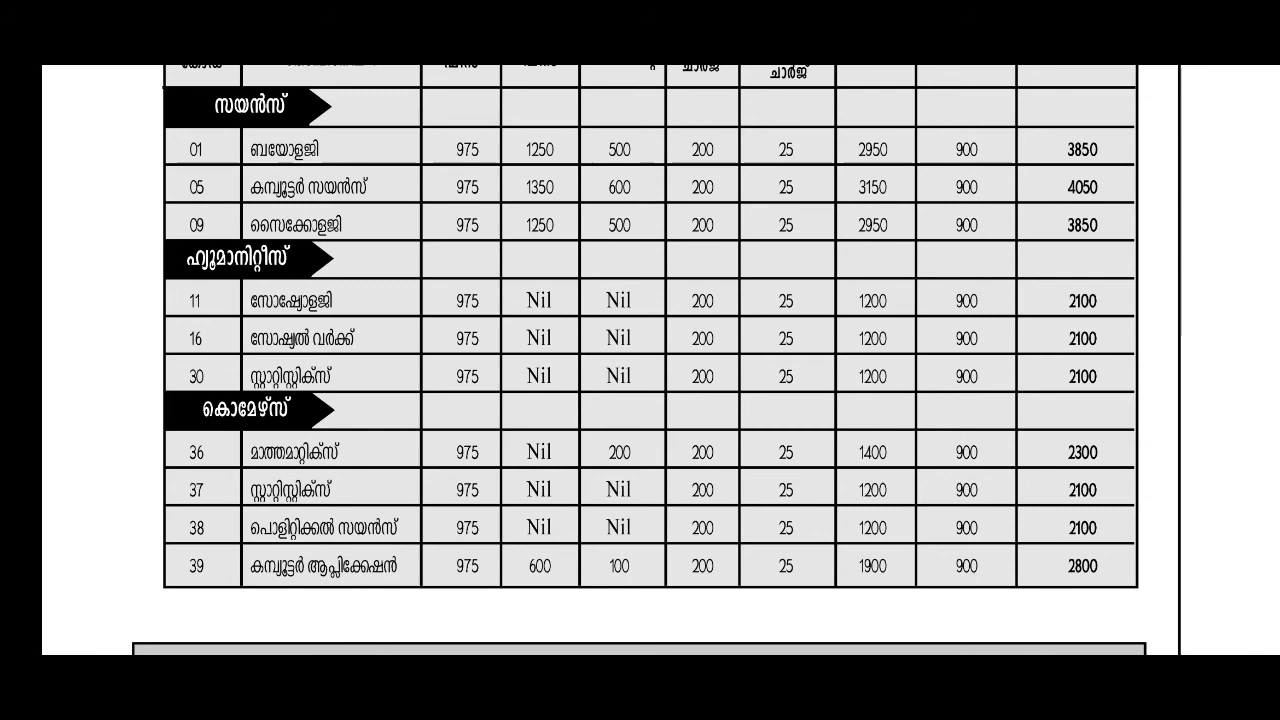 ചാർജ് ചാർജ്
സയൻസ്
01 ബയോളജി 975 1250 500 200 25 2950 900 3850
05 കമ്പ്യൂട്ടർ സയൻസ് 975 1350 600 200 25 3150 900 4050
09 സൈക്കോളജി 975 1250 500 200 25 2950 900 3850
ഹ്യൂമാനിറ്റീസ്
11 സോഷ്യോളജി 975 Nil Nil 200 25 1200 900 2100
16 സോഷ്യൽ വർക്ക് 975 Nil Nil 200 25 1200 900 2100
30 സ്റ്റാറ്റിസ്റ്റിക്സ് 975 Nil Nil 200 25 1200 900 2100
കൊമേഴ്സ്
36 മാത്തമാറ്റിക്സ് 975 Nil 200 200 25 1400 900 2300
37 സ്റ്റാറ്റിസ്റ്റിക്സ് 975 Nil Nil 200 25 1200 900 2100
38 പൊളിറ്റിക്കൽ സയൻസ് 975 Nil Nil 200 25 1200 900 2100
39 കമ്പ്യൂട്ടർ ആപ്ലിക്കേഷൻ 975 600 100 200 25 1900 900 2800